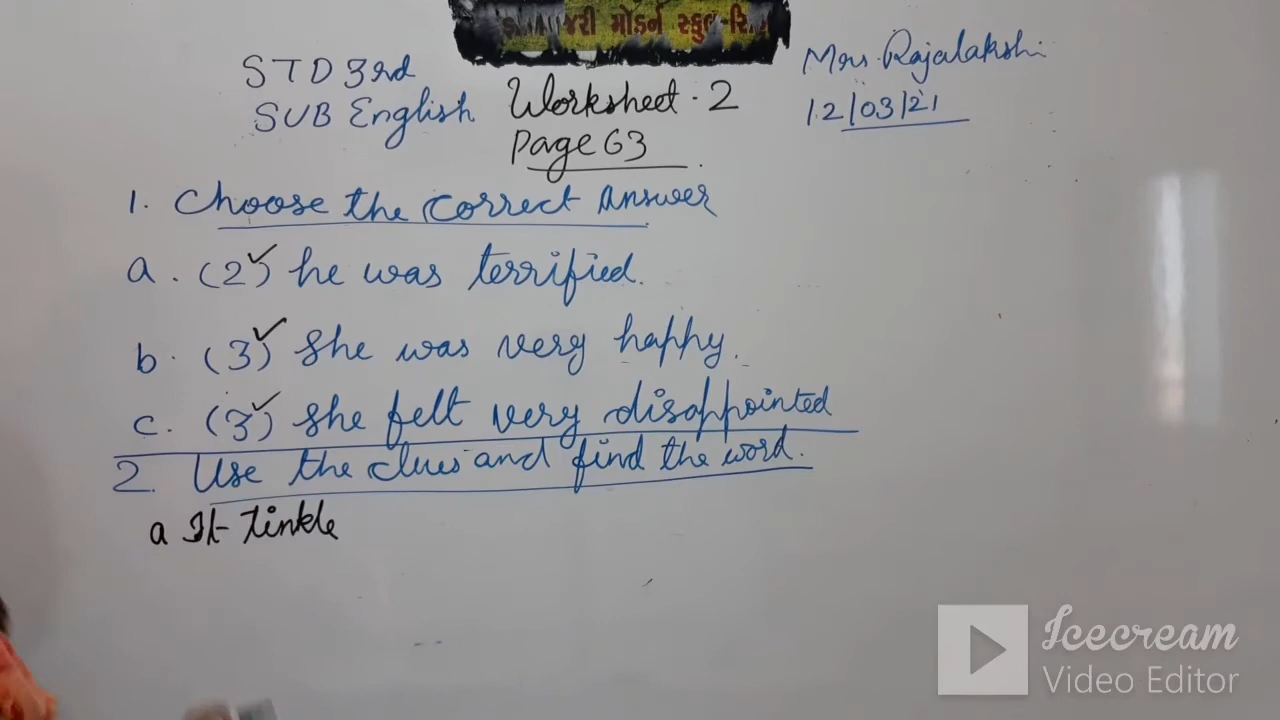 મોડર્ન સ્કુલ
STD 3rd
SUB English
Worksheet - 2
Page 63
Mrs. Rajalakshi
12/03/21
1. Choose the correct Answer
a. (2✓) he was terrified.
b. (3✓) She was very happy.
c. (3✓) She felt very disappointed
2. Use the clues and find the word.
a It tinkle
Icecream
Video Editor